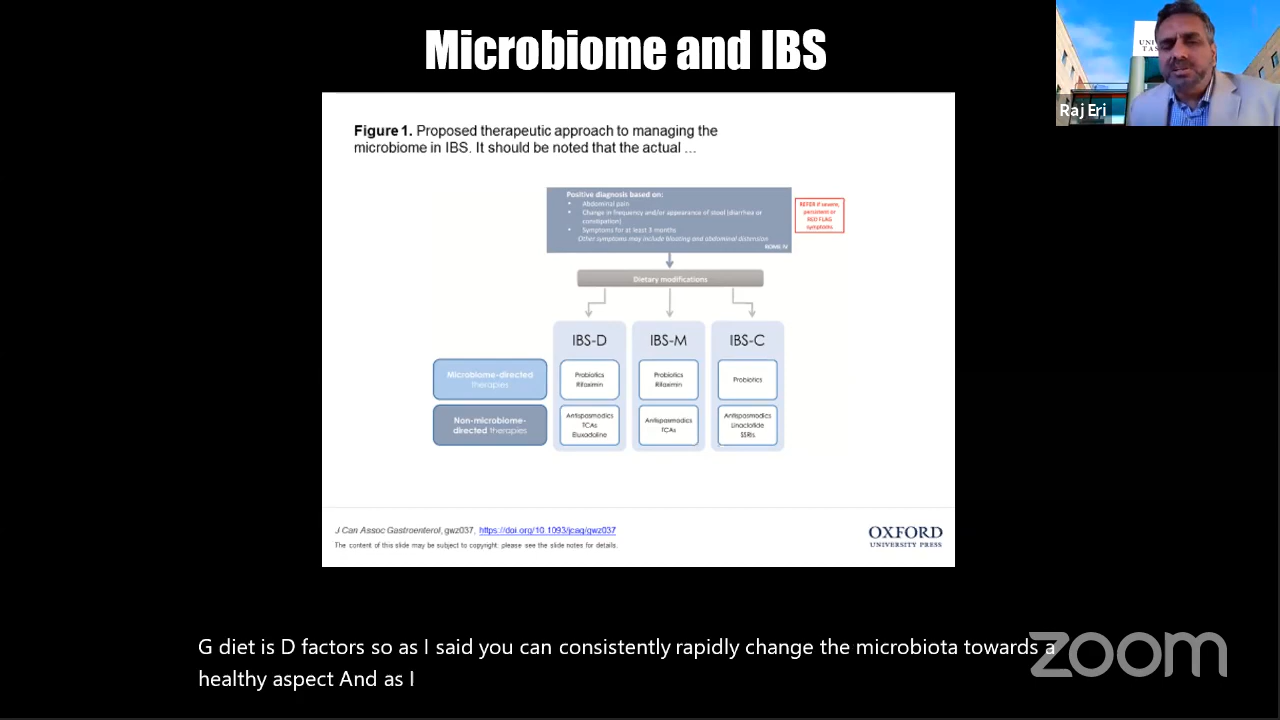 Microbiome and IBS
UNI
TAS
Raj Eri
Figure 1. Proposed therapeutic approach to managing the
microbiome in IBS. It should be noted that the actual ...
Positive diagnosis based on:
• Abdominal pain
• Change in frequency and/or appearance of stool (diarrhea or
constipation)
• Symptoms for at least 3 months
Other symptoms may include bloating and abdominal distension
ROME IV
REFER if severe,
persistent or
RED FLAG
symptoms
Dietary modifications
IBS-D
IBS-M
IBS-C
Microbiome-directed
therapies
Probiotics
Rifaximin
Probiotics
Rifaximin
Probiotics
Non-microbiome-
directed therapies
Antispasmodics
TCAs
Eluxadoline
Antispasmodics
TCAs
Antispasmodics
Linaclotide
SSRIs
J Can Assoc Gastroenterol, gwz037, https://doi.org/10.1093/jcag/gwz037
The content of this slide may be subject to copyright: please see the slide notes for details.
OXFORD
UNIVERSITY PRESS
G diet is D factors so as I said you can consistently rapidly change the microbiota towards a
healthy aspect And as I
zoom